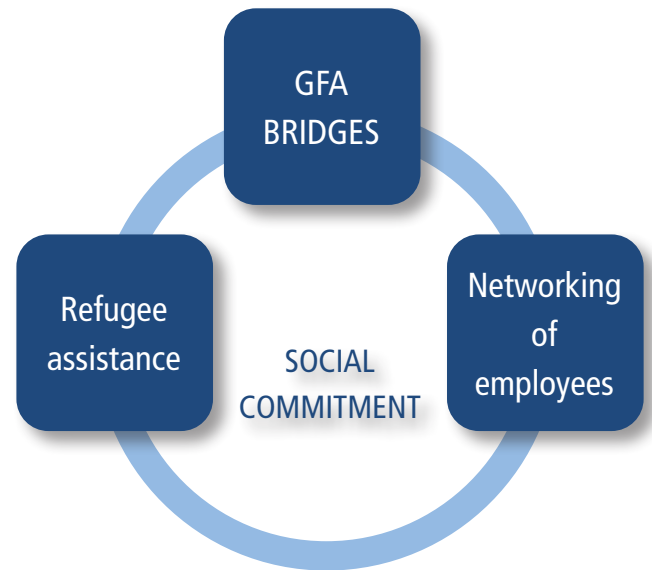 GFA
BRIDGES
Refugee
assistance
Networking
of
employees
SOCIAL
COMMITMENT